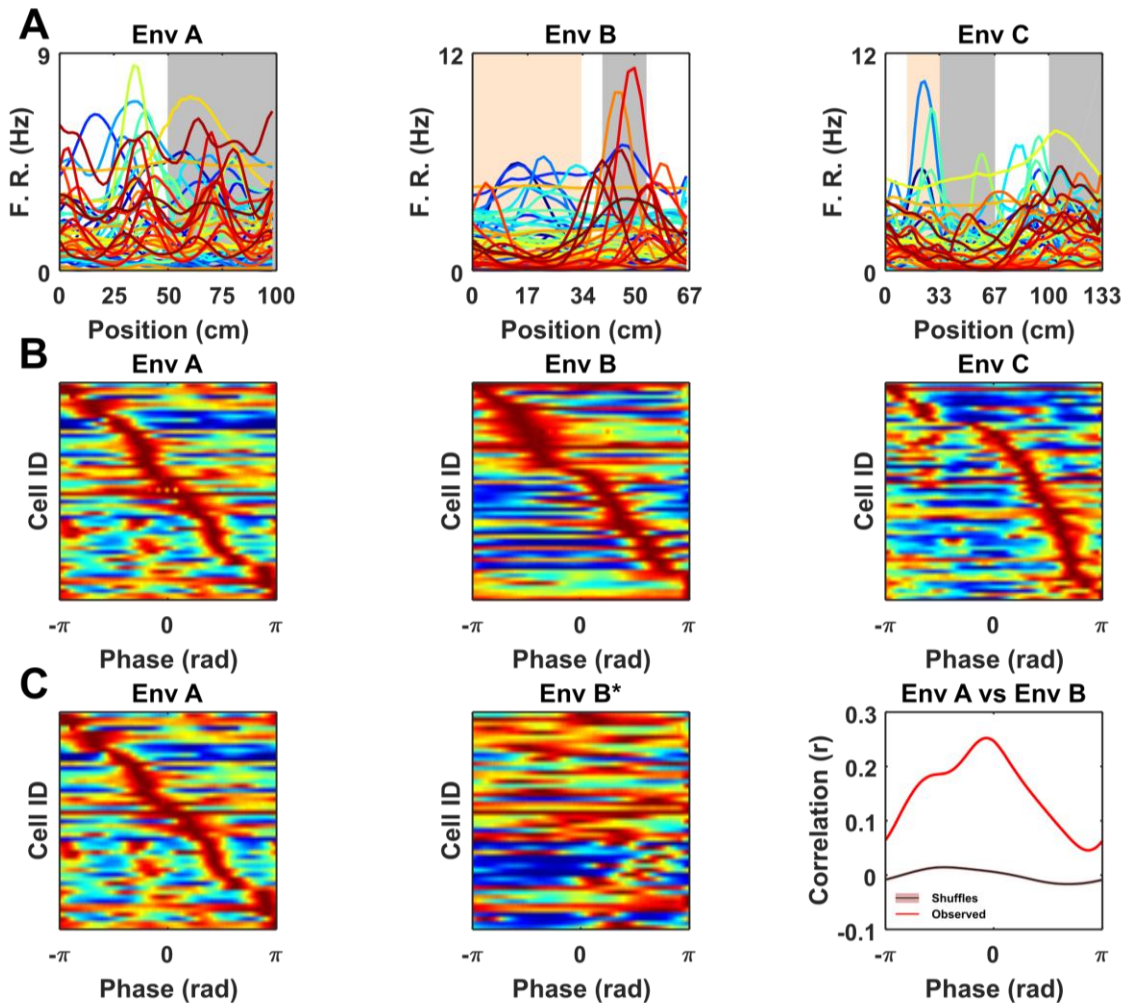 A
Env A
Env B
Env C
9
12
12
F. R. (Hz)
F. R. (Hz)
F. R. (Hz)
0
0
0
0 25 50 75 100
0 17 34 50 67
0 33 67 100 133
Position (cm)
Position (cm)
Position (cm)
B
Env A
Env B
Env C
Cell ID
Cell ID
Cell ID
-π 0 π
-π 0 π
-π 0 π
Phase (rad)
Phase (rad)
Phase (rad)
C
Env A
Env B*
Env A vs Env B
Cell ID
Cell ID
Correlation (r)
0.3
0.2
0.1
0
-0.1
Shuffles
Observed
-π 0 π
-π 0 π
-π 0 π
Phase (rad)
Phase (rad)
Phase (rad)